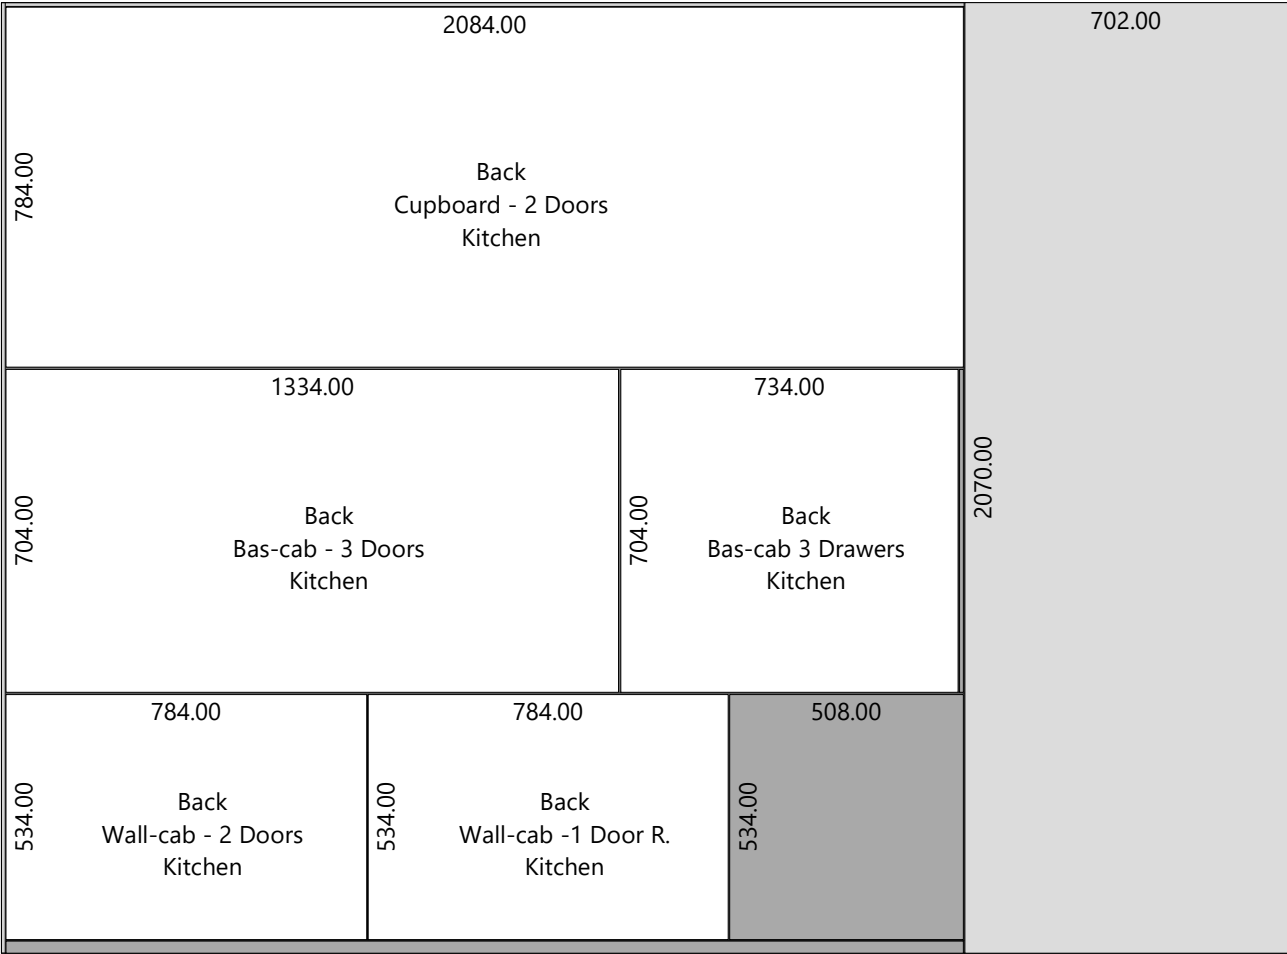 2084.00
702.00
784.00
Back
Cupboard - 2 Doors
Kitchen
1334.00
734.00
704.00
Back
Bas-cab - 3 Doors
Kitchen
704.00
Back
Bas-cab 3 Drawers
Kitchen
2070.00
784.00
784.00
508.00
534.00
Back
Wall-cab - 2 Doors
Kitchen
534.00
Back
Wall-cab -1 Door R.
Kitchen
534.00